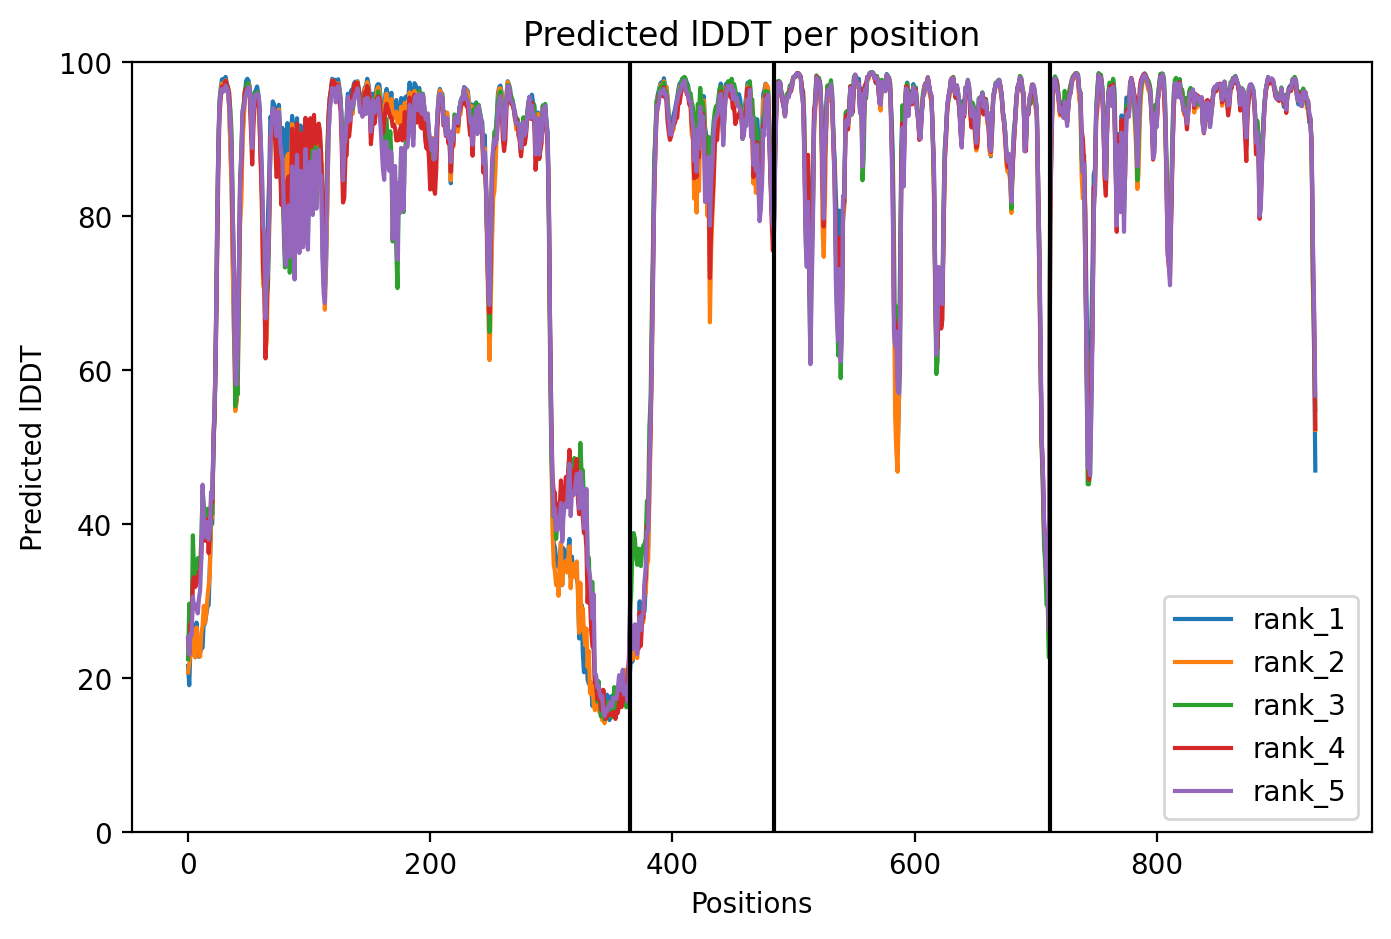 Predicted lDDT per position
100
80
60
40
20
0
Predicted lDDT
0 200 400 600 800
Positions
rank_1
rank_2
rank_3
rank_4
rank_5